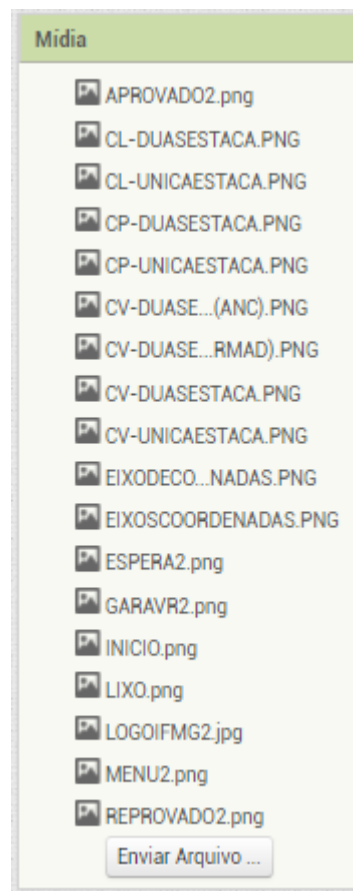 Mídia
APROVADO2.png
CL-DUASESTACA.PNG
CL-UNICAESTACA.PNG
CP-DUASESTACA.PNG
CP-UNICAESTACA.PNG
CV-DUASE...(ANC).PNG
CV-DUASE...RMAD).PNG
CV-DUASESTACA.PNG
CV-UNICAESTACA.PNG
EIXODECO...NADAS.PNG
EIXOSCOORDENADAS.PNG
ESPERA2.png
GARAVR2.png
INICIO.png
LIXO.png
LOGOIFMG2.jpg
MENU2.png
REPROVADO2.png
Enviar Arquivo ...